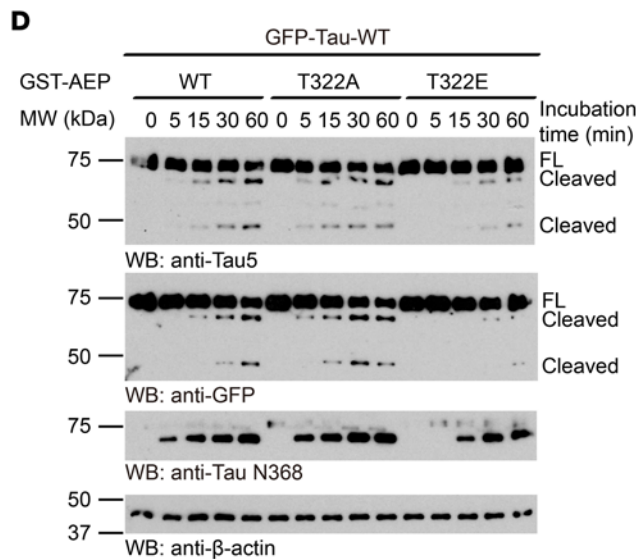 D
GFP-Tau-WT
GST-AEP WT T322A T322E
MW (kDa) 0 5 15 30 60 0 5 15 30 60 0 5 15 30 60 Incubation time (min)
75 FL
Cleaved
50 Cleaved
WB: anti-Tau5
75 FL
Cleaved
50 Cleaved
WB: anti-GFP
75
WB: anti-Tau N368
50
37
WB: anti-β-actin